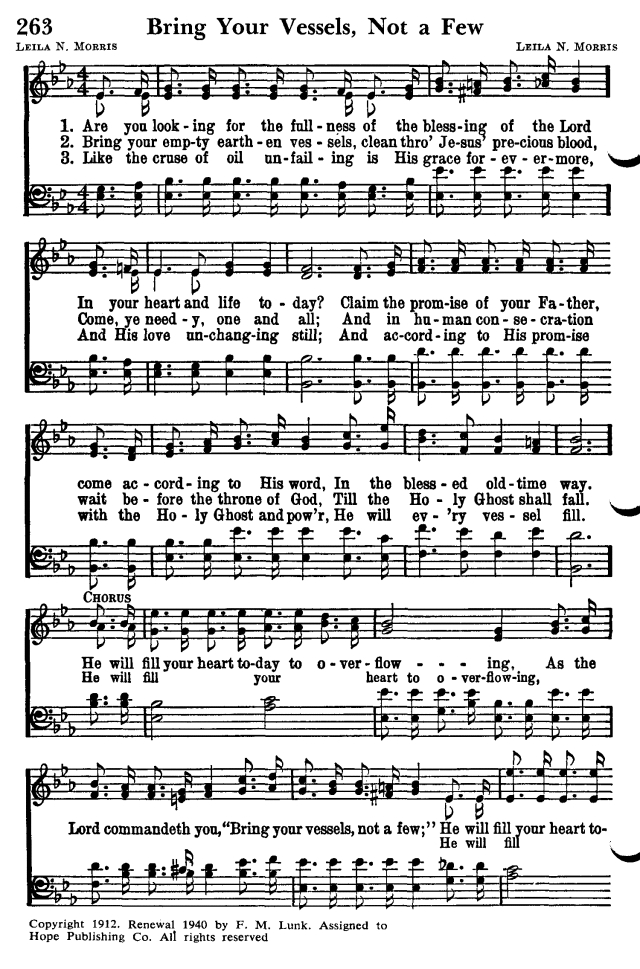 263 Bring Your Vessels, Not a Few
Leila N. Morris Leila N. Morris
1. Are you look-ing for the full-ness of the bless-ing of the Lord
2. Bring your emp-ty earth-en ves-sels, clean thro' Je-sus' pre-cious blood,
3. Like the cruse of oil un-fail-ing is His grace for-ev-er-more,
In your heart and life to-day? Claim the prom-ise of your Fa-ther,
Come, ye need-y, one and all; And in hu-man con-se-cra-tion
And His love un-chang-ing still; And ac-cord-ing to His prom-ise
come ac-cord-ing to His word, In the bless-ed old-time way.
wait be-fore the throne of God, Till the Ho-ly Ghost shall fall.
with the Ho-ly Ghost and pow'r, He will ev-'ry ves-sel fill.
Chorus
He will fill your heart to-day to o-ver-flow - - - ing, As the
He will fill your heart to o-ver-flow-ing,
Lord commandeth you, "Bring your vessels, not a few;" He will fill your heart to-
He will fill
Copyright 1912. Renewal 1940 by F. M. Lunk. Assigned to
Hope Publishing Co. All rights reserved